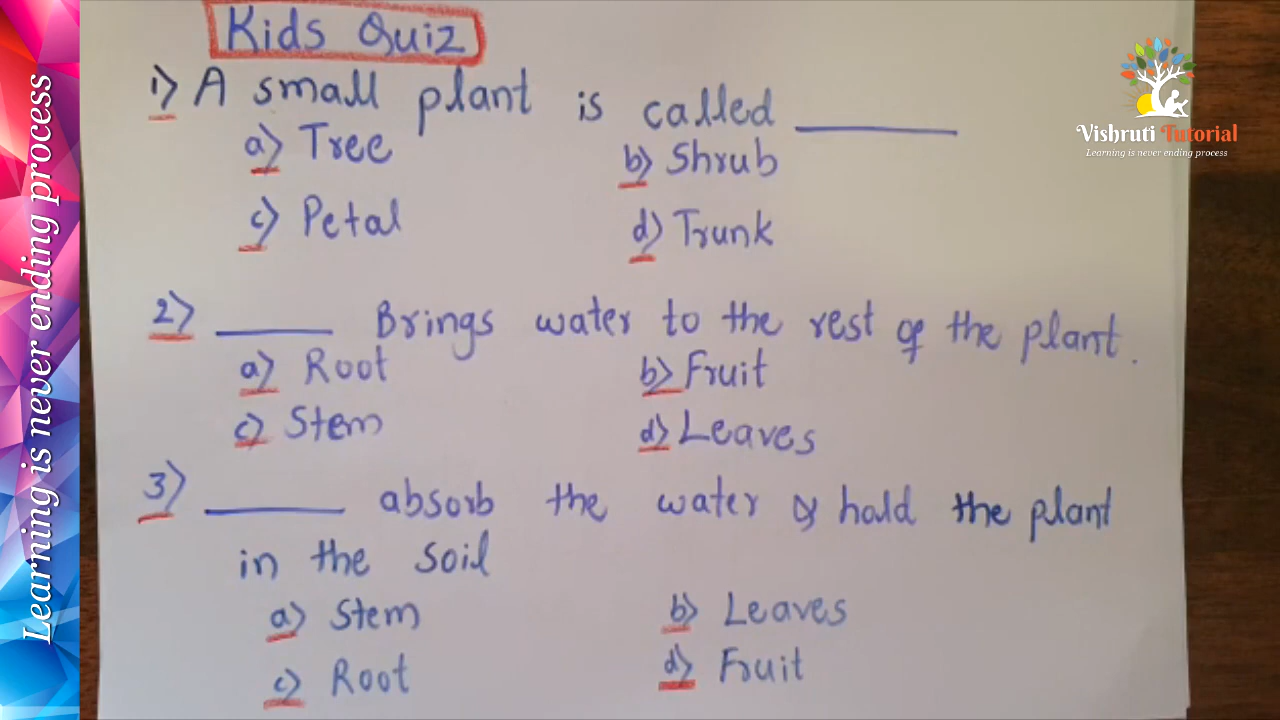 Kids Quiz
1) A small plant is called ______
a) Tree
b) Shrub
c) Petal
d) Trunk
2) ______ Brings water to the rest of the plant.
a) Root
b) Fruit
c) Stem
d) Leaves
3) ______ absorb the water & hold the plant
in the soil
a) Stem
b) Leaves
c) Root
d) Fruit
Learning is never ending process
Vishruti Tutorial
Learning is never ending process